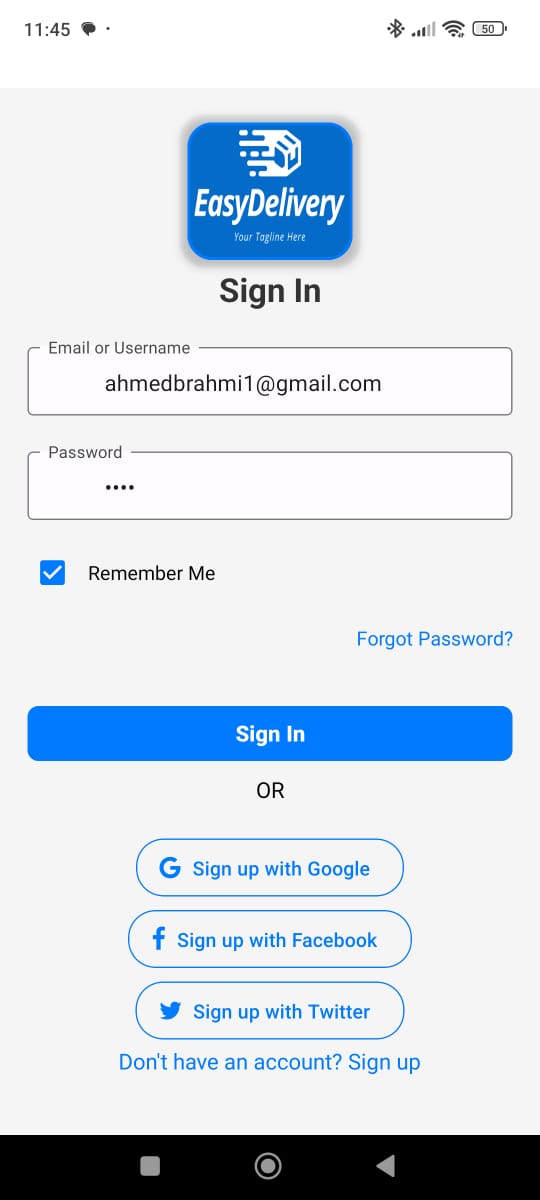 11:45
50
EasyDelivery
Your Tagline Here
Sign In
Email or Username
ahmedbrahmi1@gmail.com
Password
••••
Remember Me
Forgot Password?
Sign In
OR
Sign up with Google
Sign up with Facebook
Sign up with Twitter
Don't have an account? Sign up